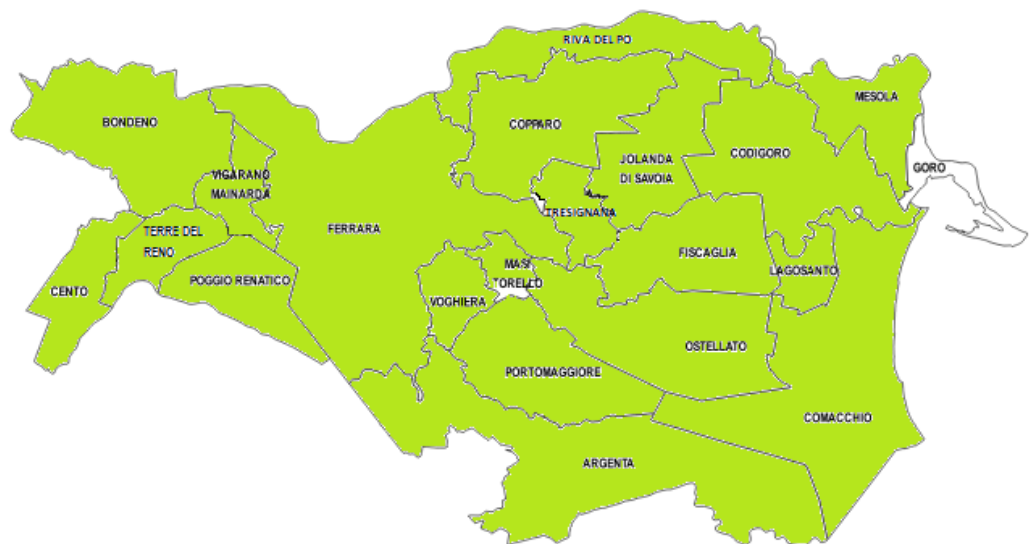 RIVA DEL PO
MESOLA
BONDENO
COPPARO
CODIGORO
JOLANDA
DI SAVOIA
GORO
VIGARANO
MAINARDA
TRESIGNANA
FERRARA
TERRE DEL
RENO
FISCAGLIA
MASI
TORELLO
LAGOSANTO
POGGIO RENATICO
CENTO
VOGHIERA
OSTELLATO
PORTOMAGGIORE
COMACCHIO
ARGENTA